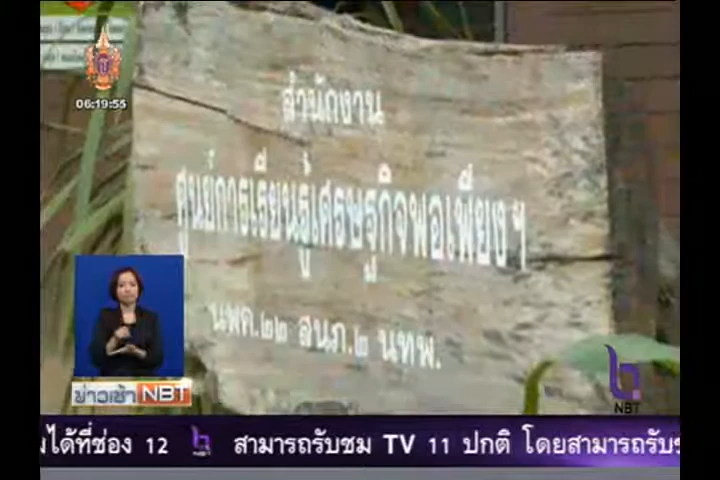 06:19:55
สำนักงาน
ศูนย์การเรียนรู้เศรษฐกิจพอเพียงฯ
นพค.๒๒ สนภ.๒ นทพ.
ข่าวเช้า NBT
NBT
ได้ที่ช่อง 12 สามารถรับชม TV 11 ปกติ โดยสามารถรับ